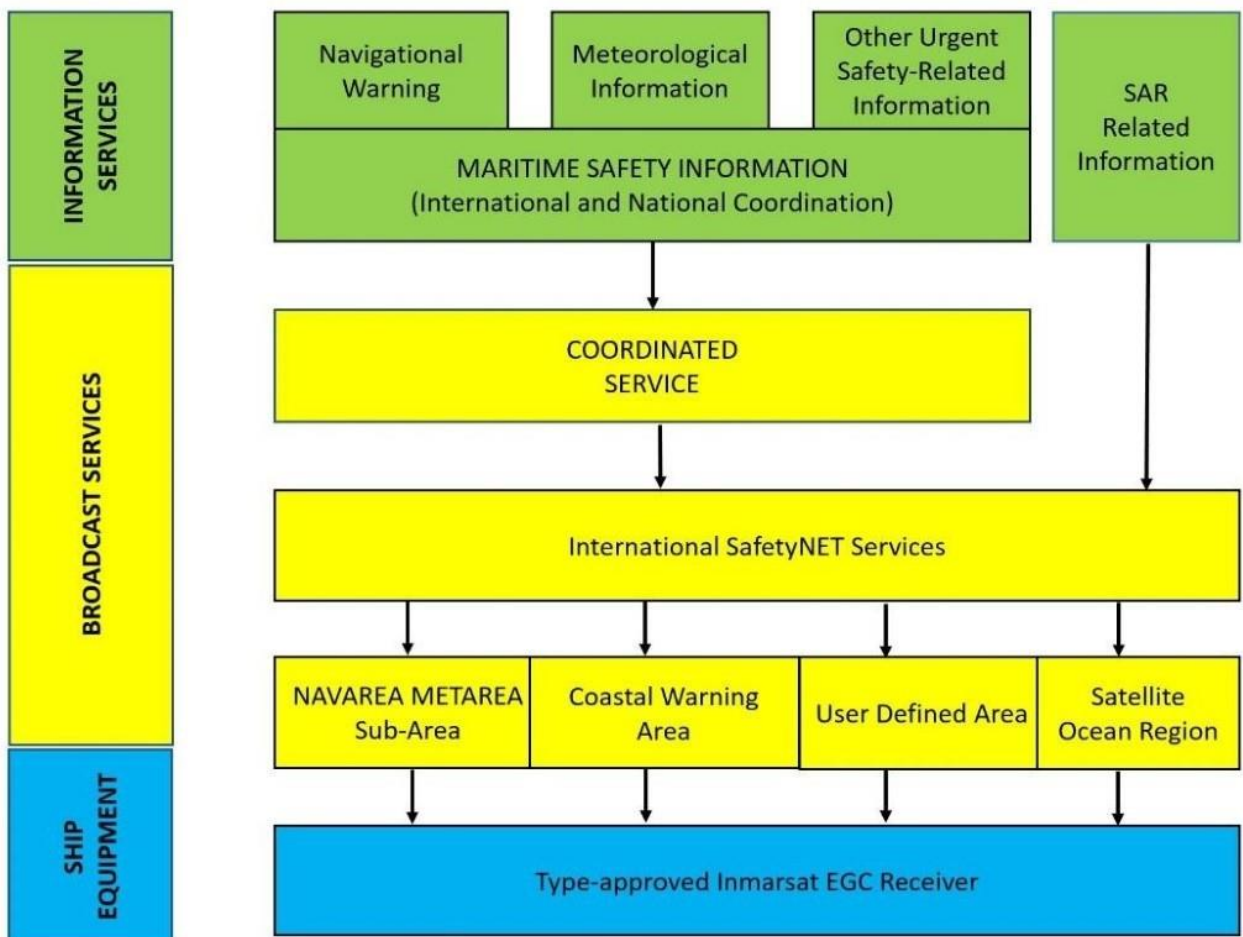 INFORMATION
SERVICES
Navigational
Warning
Meteorological
Information
Other Urgent
Safety-Related
Information
SAR
Related
Information
MARITIME SAFETY INFORMATION
(International and National Coordination)
BROADCAST SERVICES
COORDINATED
SERVICE
International SafetyNET Services
NAVAREA METAREA
Sub-Area
Coastal Warning
Area
User Defined Area
Satellite
Ocean Region
SHIP
EQUIPMENT
Type-approved Inmarsat EGC Receiver